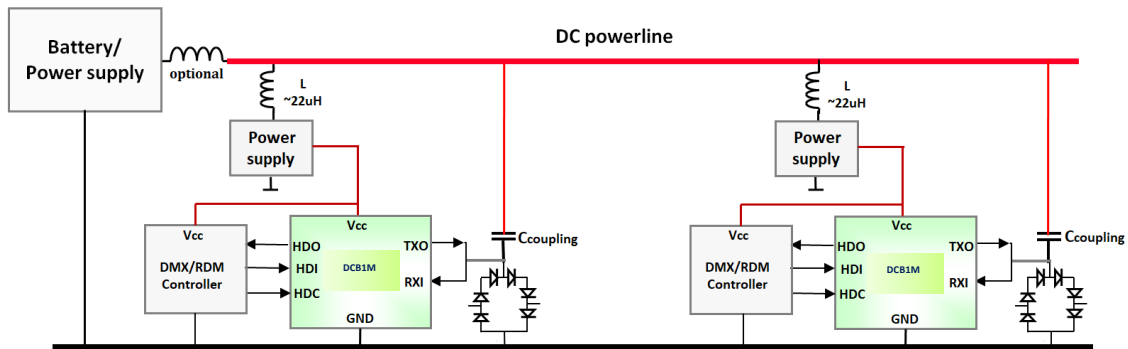 Battery/
Power supply
optional
DC powerline
L
~22uH
Power
supply
Vcc
DMX/RDM
Controller
Vcc
HDO
HDI
HDC
DCB1M
TXO
RXI
GND
Ccoupling
L
~22uH
Power
supply
Vcc
DMX/RDM
Controller
Vcc
HDO
HDI
HDC
DCB1M
TXO
RXI
GND
Ccoupling